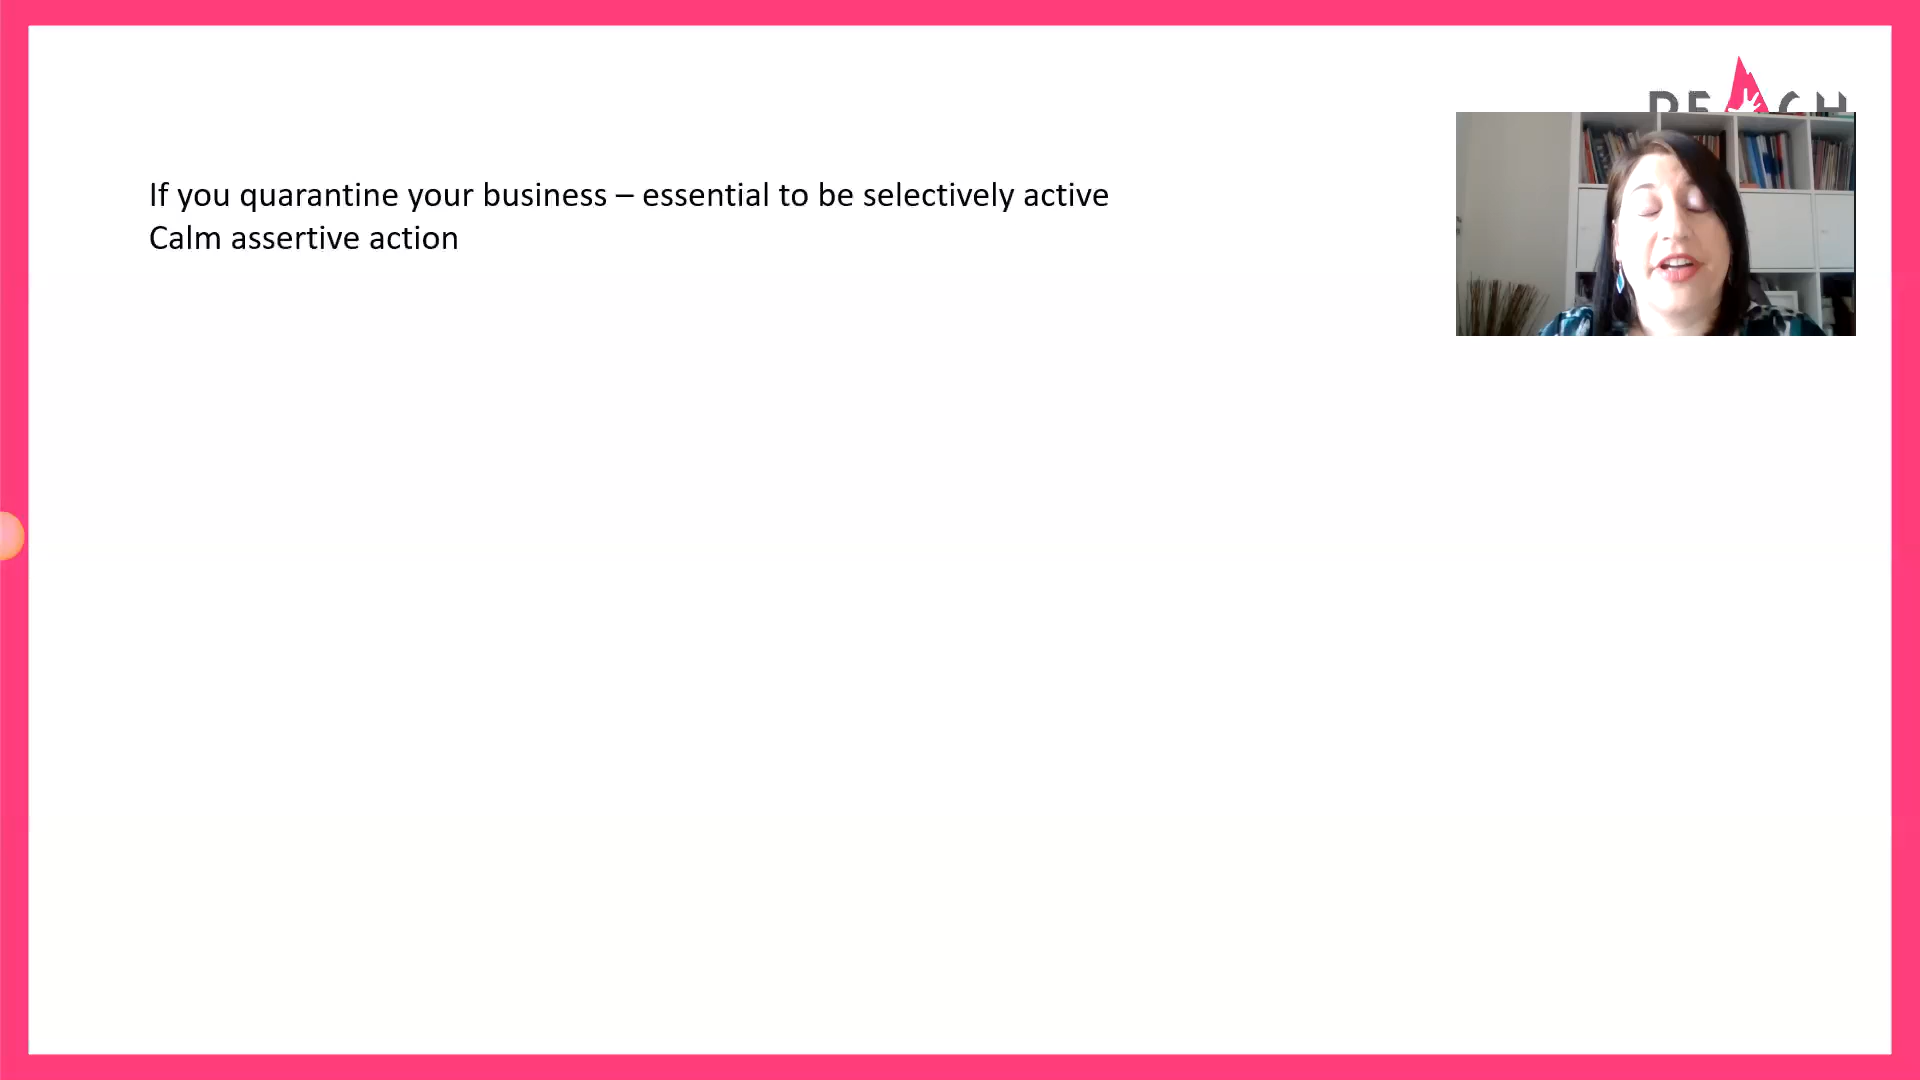 If you quarantine your business – essential to be selectively active
Calm assertive action